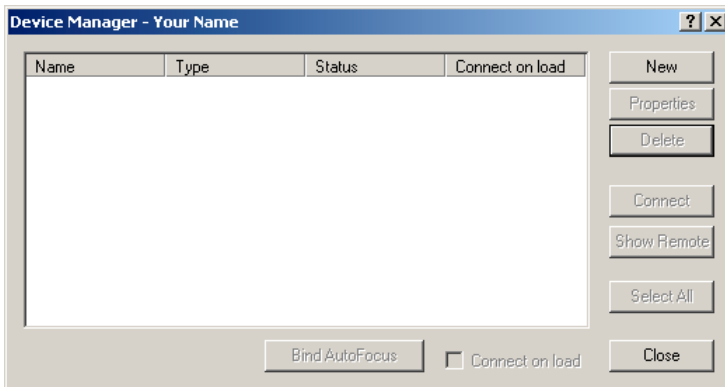 Device Manager - Your Name
Name Type Status Connect on load
New
Properties
Delete
Connect
Show Remote
Select All
Bind AutoFocus Connect on load Close